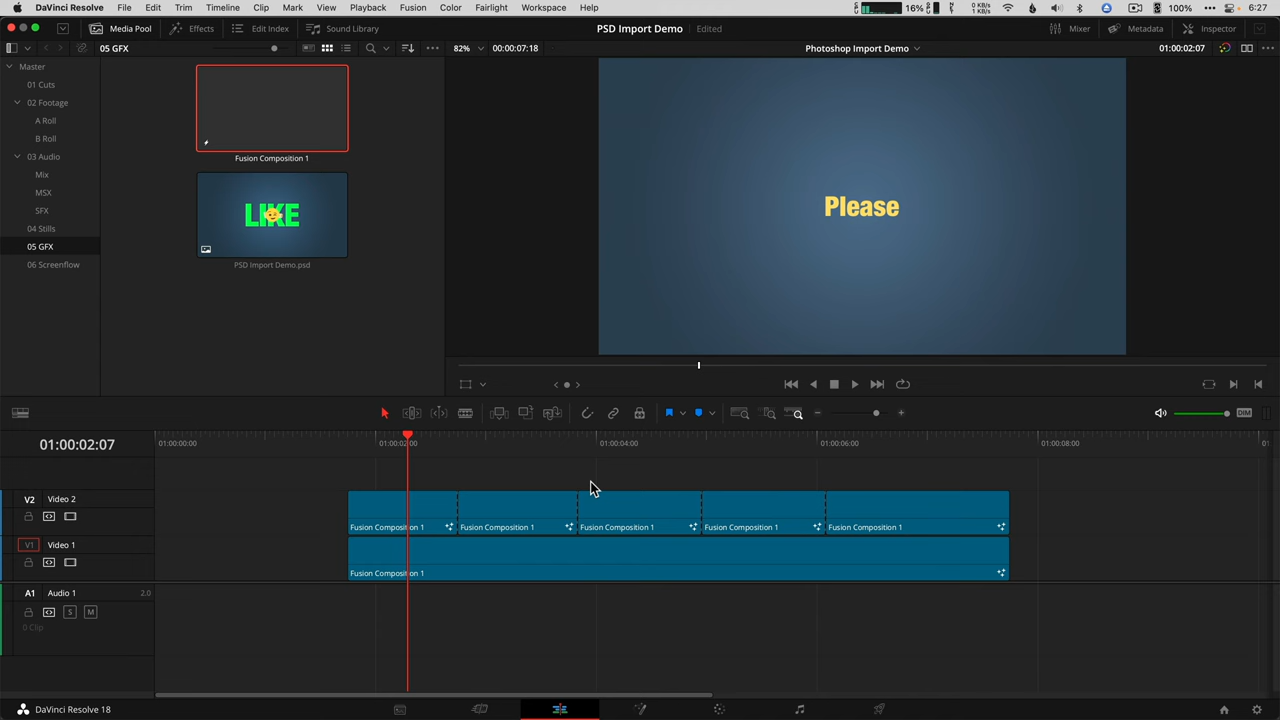 DaVinci Resolve File Edit Trim Timeline Clip Mark View Playback Fusion Color Fairlight Workspace Help 16% 0 KB/s 1 KB/s 100% 6:27
Media Pool Effects Edit Index Sound Library PSD Import Demo Edited Mixer Metadata Inspector
05 GFX 82% 00:00:07:18 Photoshop Import Demo 01:00:02:07
Master
01 Cuts
02 Footage
A Roll
B Roll
03 Audio
Mix
MSX
SFX
04 Stills
05 GFX
06 Screenflow
Fusion Composition 1
LIKE
PSD Import Demo.psd
Please
DIM
01:00:02:07 01:00:00:00 01:00:02:00 01:00:04:00 01:00:06:00 01:00:08:00
V2 Video 2
Fusion Composition 1 Fusion Composition 1 Fusion Composition 1 Fusion Composition 1 Fusion Composition 1
V1 Video 1
Fusion Composition 1
A1 Audio 1 2.0
S M
0 Clip
DaVinci Resolve 18